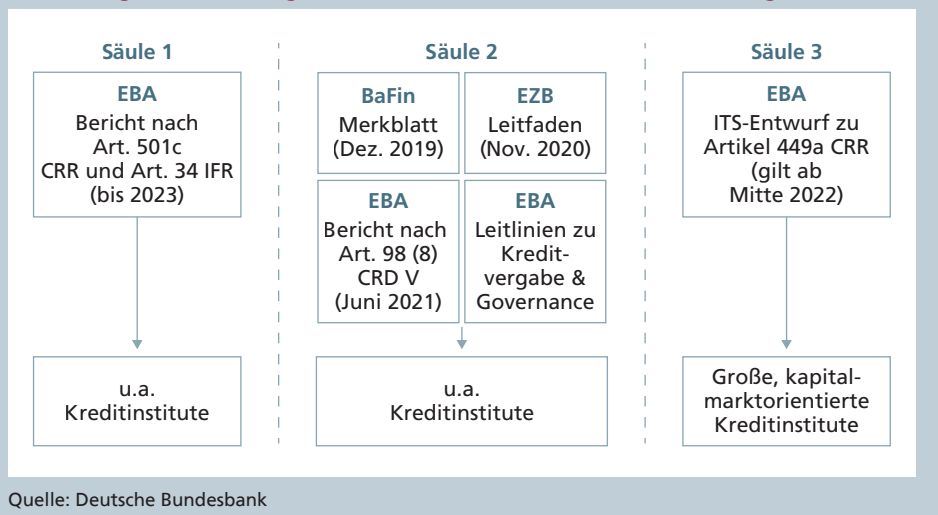 Säule 1
EBA
Bericht nach
Art. 501c
CRR und Art. 34 IFR
(bis 2023)
u.a.
Kreditinstitute
Säule 2
BaFin
Merkblatt
(Dez. 2019)
EZB
Leitfaden
(Nov. 2020)
EBA
Bericht nach
Art. 98 (8)
CRD V
(Juni 2021)
EBA
Leitlinien zu
Kredit-
vergabe &
Governance
u.a.
Kreditinstitute
Säule 3
EBA
ITS-Entwurf zu
Artikel 449a CRR
(gilt ab
Mitte 2022)
Große, kapital-
marktorientierte
Kreditinstitute
Quelle: Deutsche Bundesbank